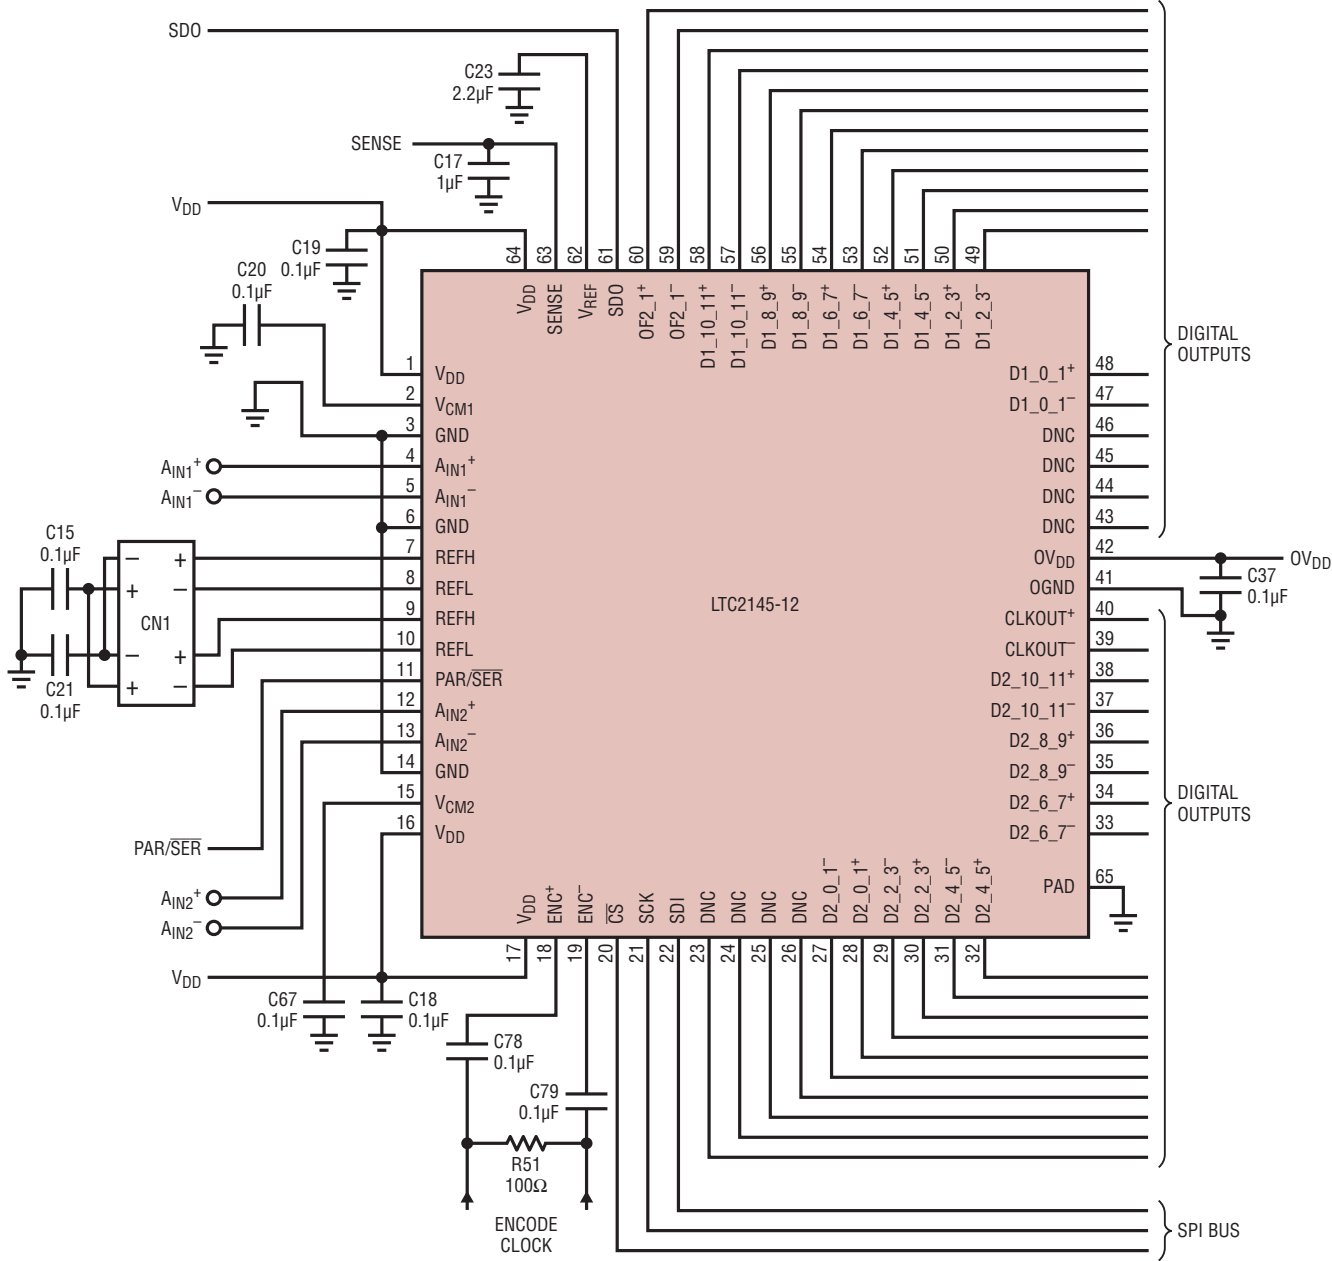 SDO
C23
2.2µF
SENSE
C17
1µF
VDD
C19
0.1µF
C20
0.1µF
64
63
62
61
60
59
58
57
56
55
54
53
52
51
50
49
VDD
SENSE
VREF
SDO
OF2_1+
OF2_1–
D1_10_11+
D1_10_11–
D1_8_9+
D1_8_9–
D1_6_7+
D1_6_7–
D1_4_5+
D1_4_5–
D1_2_3+
D1_2_3–
DIGITAL
OUTPUTS
1 VDD
2 VCM1
3 GND
AIN1+ 4 AIN1+
AIN1– 5 AIN1–
6 GND
7 REFH
8 REFL
9 REFH
10 REFL
11 PAR/S̅E̅R̅
12 AIN2+
13 AIN2–
14 GND
15 VCM2
16 VDD
C15
0.1µF
– +
+ –
CN1
– +
+ –
C21
0.1µF
LTC2145-12
D1_0_1+ 48
D1_0_1– 47
DNC 46
DNC 45
DNC 44
DNC 43
OVDD 42 OVDD
OGND 41
C37
0.1µF
CLKOUT+ 40
CLKOUT– 39
D2_10_11+ 38
D2_10_11– 37
D2_8_9+ 36
D2_8_9– 35
D2_6_7+ 34
D2_6_7– 33
PAD 65
DIGITAL
OUTPUTS
PAR/S̅E̅R̅
AIN2+
AIN2–
VDD
VDD
ENC+
ENC–
C̅S̅
SCK
SDI
DNC
DNC
DNC
DNC
D2_0_1–
D2_0_1+
D2_2_3–
D2_2_3+
D2_4_5–
D2_4_5+
17
18
19
20
21
22
23
24
25
26
27
28
29
30
31
32
C67
0.1µF
C18
0.1µF
C78
0.1µF
C79
0.1µF
R51
100Ω
ENCODE
CLOCK
SPI BUS